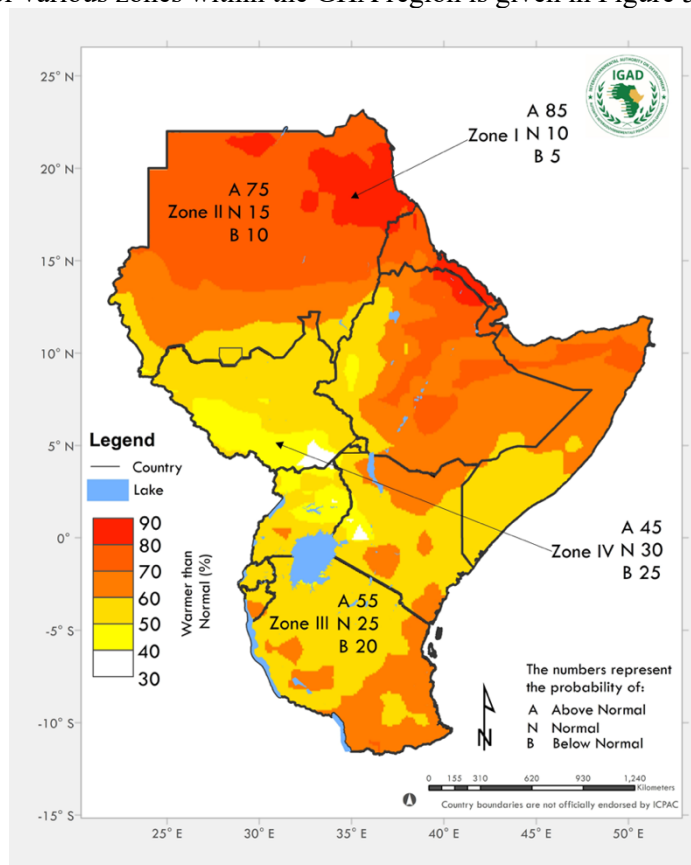 er various zones within the GHA region is given in Figure
25° N
20° N
15° N
10° N
5° N
0°
-5° S
-10° S
-15° S
IGAD
A 85
Zone I N 10
B 5
A 75
Zone II N 15
B 10
Legend
Country
Lake
90
80
70
60
50
40
30
Warmer than
Normal (%)
A 45
Zone IV N 30
B 25
A 55
Zone III N 25
B 20
The numbers represent
the probability of:
A Above Normal
N Normal
B Below Normal
N
0 155 310 620 930 1,240
Kilometers
Country boundaries are not officially endorsed by ICPAC
25° E 30° E 35° E 40° E 45° E 50° E